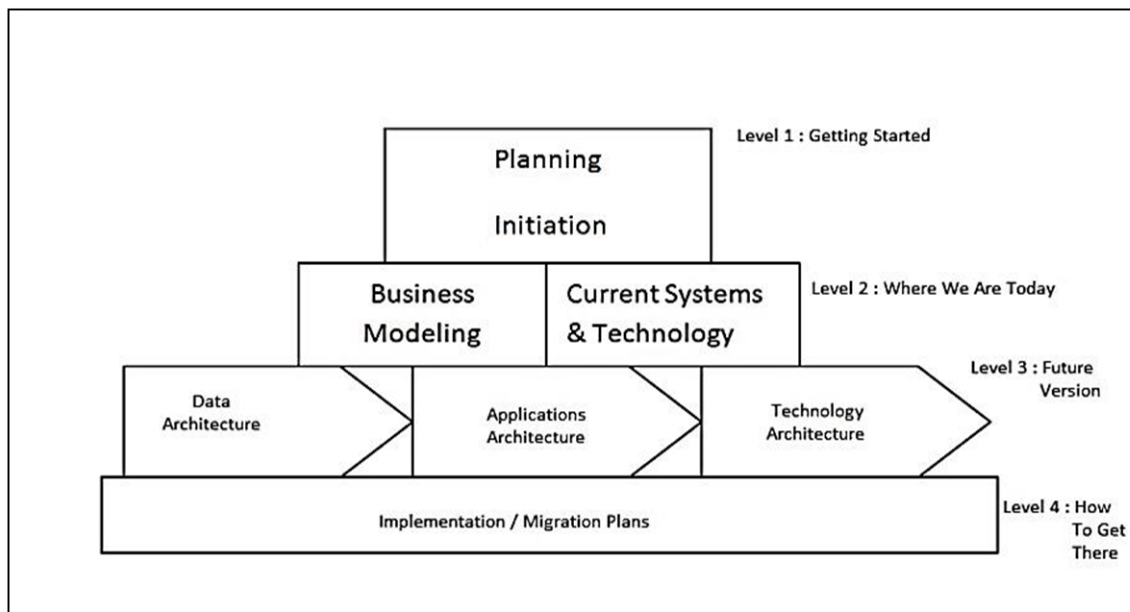 Level 1 : Getting Started
Planning
Initiation
Level 2 : Where We Are Today
Business
Modeling
Current Systems
& Technology
Level 3 : Future
Version
Data
Architecture
Applications
Architecture
Technology
Architecture
Level 4 : How
To Get
There
Implementation / Migration Plans